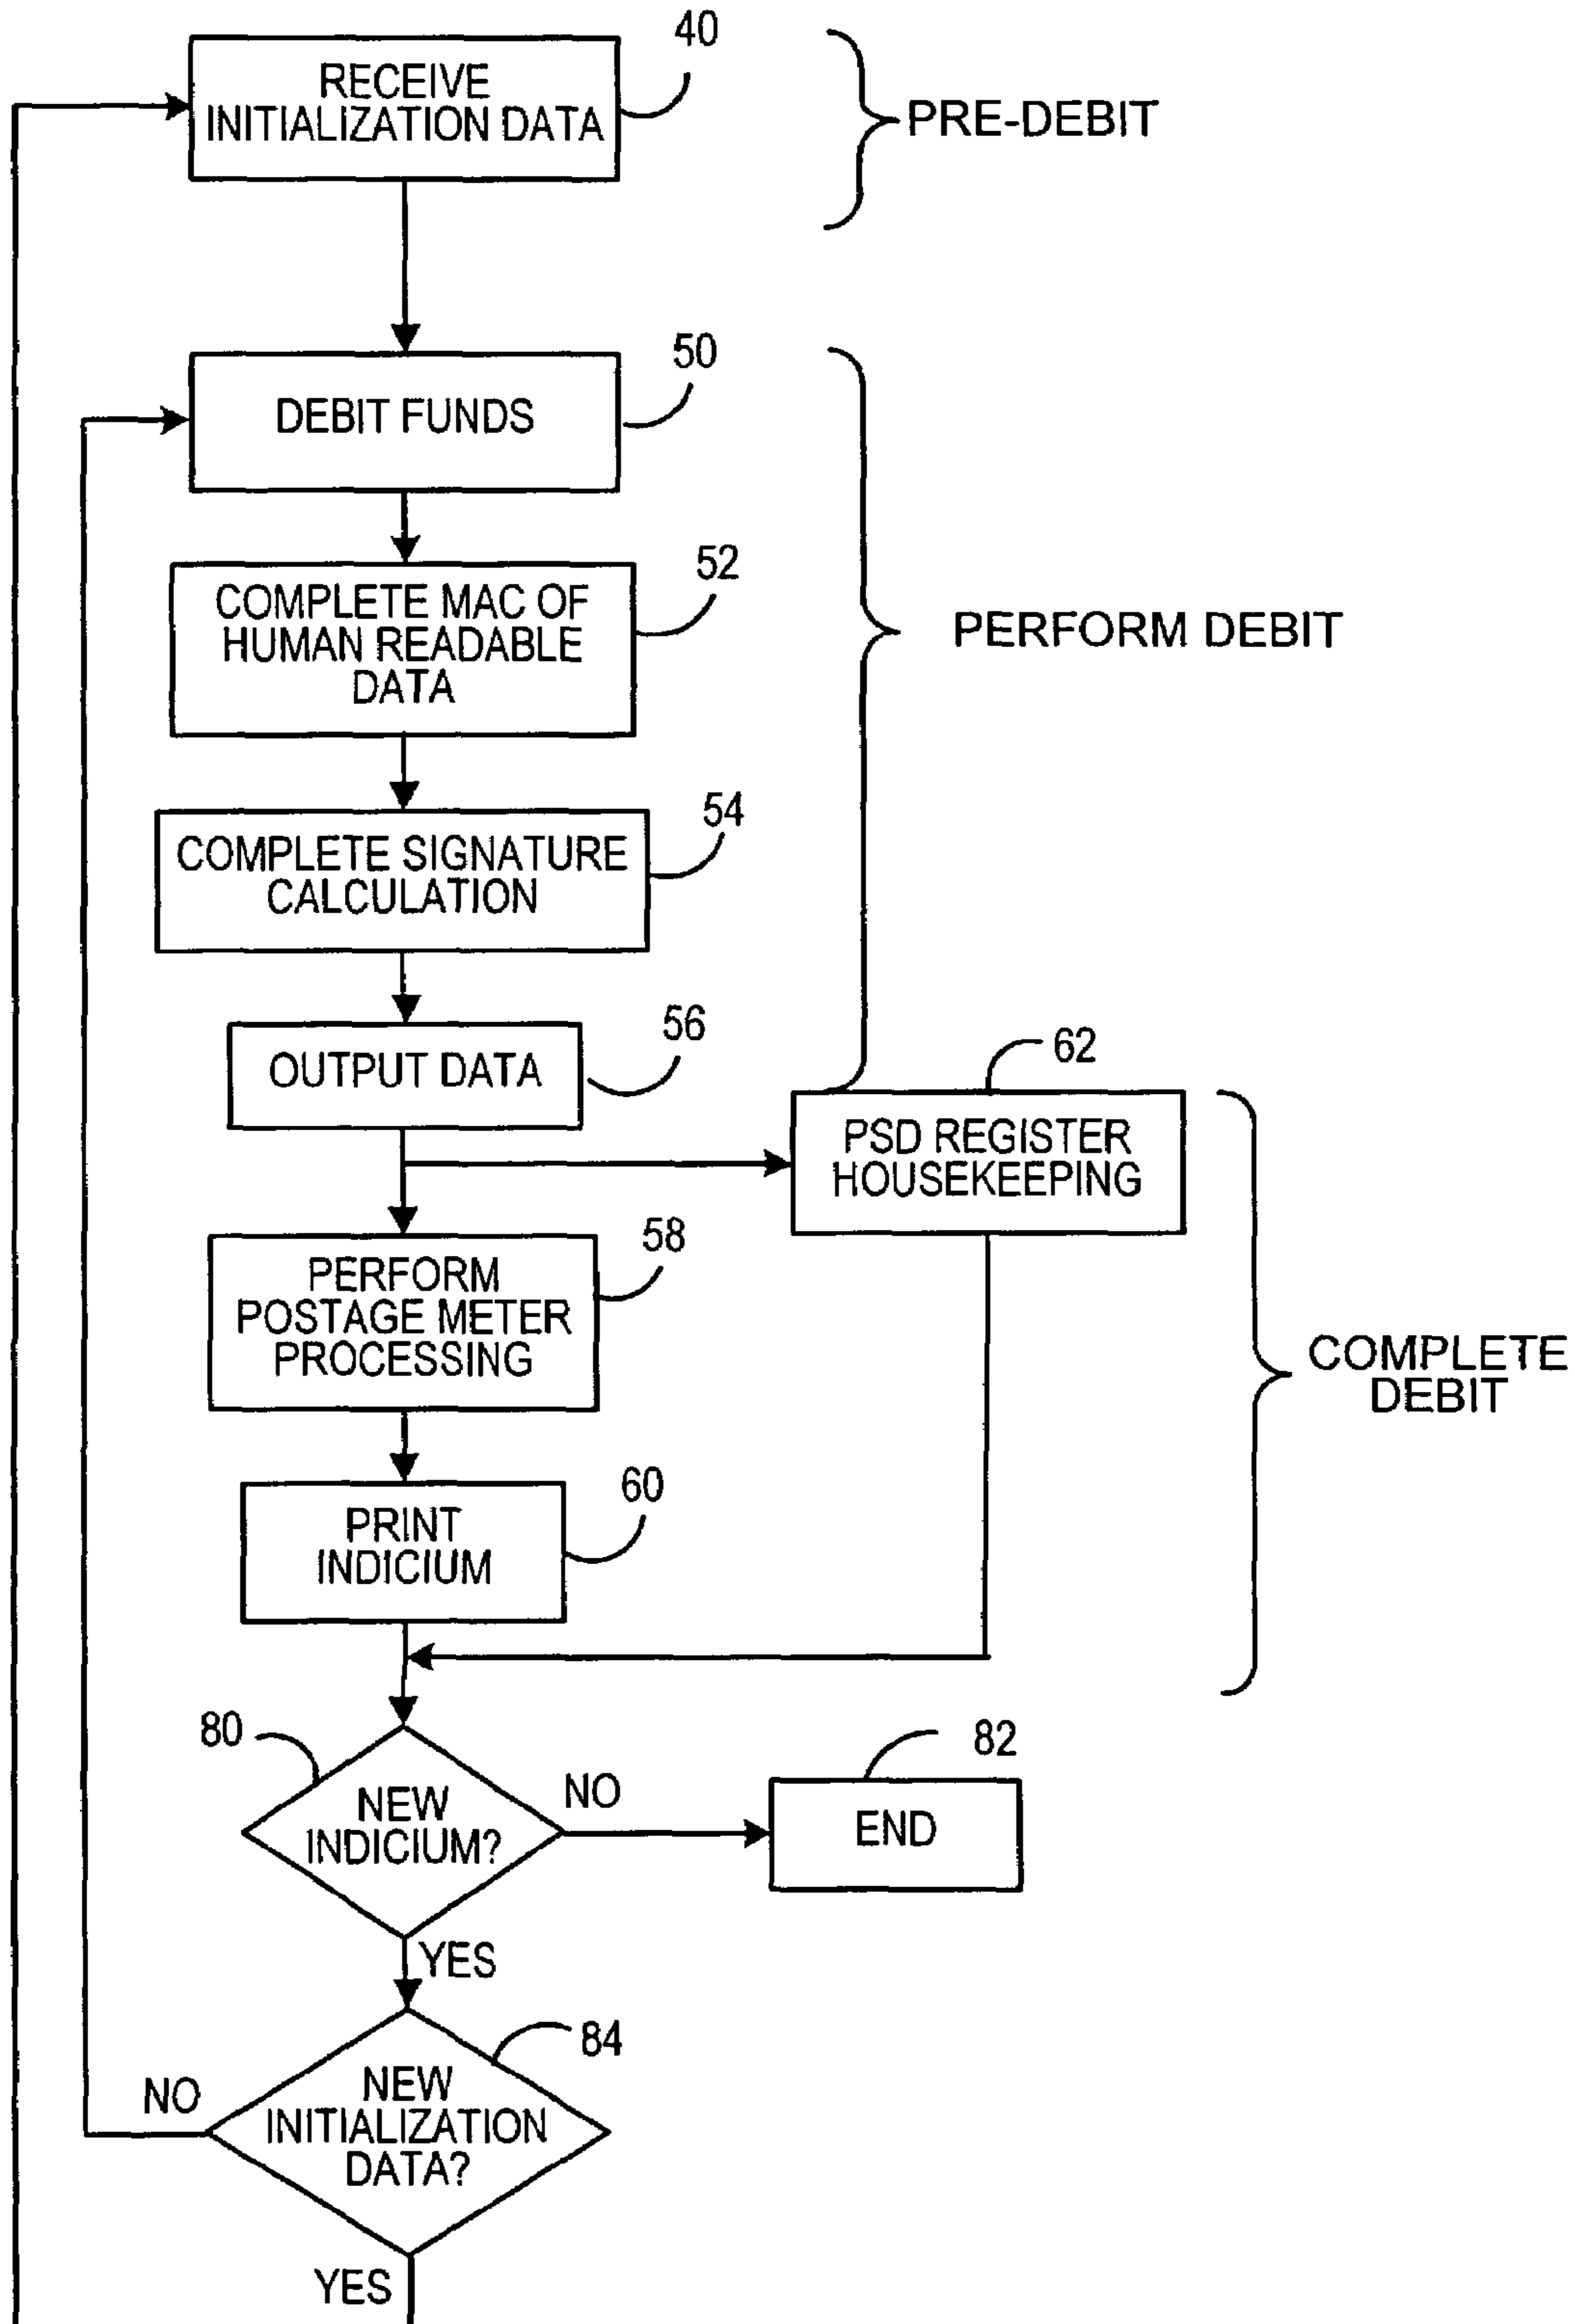 40
RECEIVE
INITIALIZATION DATA
PRE-DEBIT
50
DEBIT FUNDS
52
COMPLETE MAC OF
HUMAN READABLE
DATA
PERFORM DEBIT
54
COMPLETE SIGNATURE
CALCULATION
56
OUTPUT DATA
62
PSD REGISTER
HOUSEKEEPING
58
PERFORM
POSTAGE METER
PROCESSING
COMPLETE
DEBIT
60
PRINT
INDICIUM
80
NEW
INDICIUM?
NO
82
END
YES
84
NEW
INITIALIZATION
DATA?
NO
YES